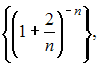 {(1 + 2/n)^{-n}},